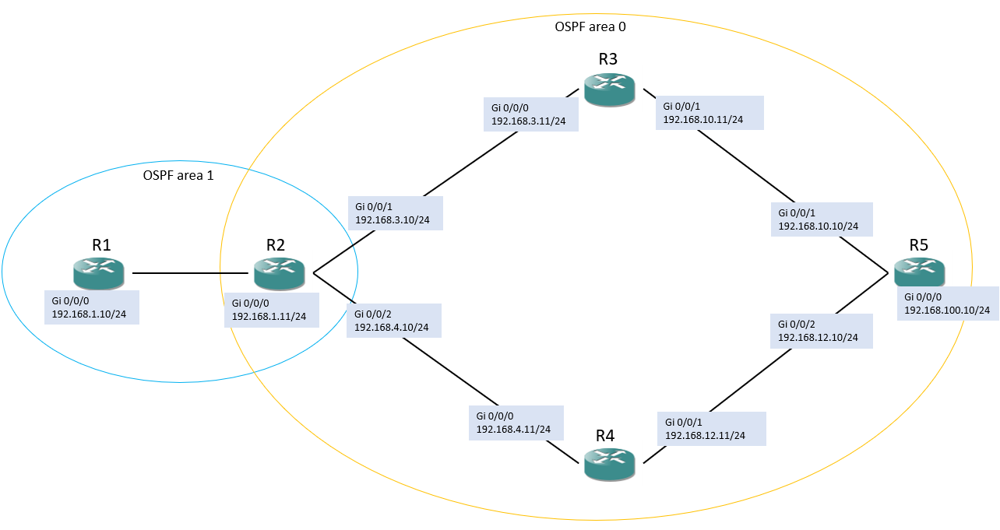 OSPF area 0
R3
Gi 0/0/0
192.168.3.11/24
Gi 0/0/1
192.168.10.11/24
OSPF area 1
Gi 0/0/1
192.168.3.10/24
Gi 0/0/1
192.168.10.10/24
R1
R2
R5
Gi 0/0/0
192.168.1.10/24
Gi 0/0/0
192.168.1.11/24
Gi 0/0/2
192.168.4.10/24
Gi 0/0/2
192.168.12.10/24
Gi 0/0/0
192.168.100.10/24
Gi 0/0/0
192.168.4.11/24
R4
Gi 0/0/1
192.168.12.11/24